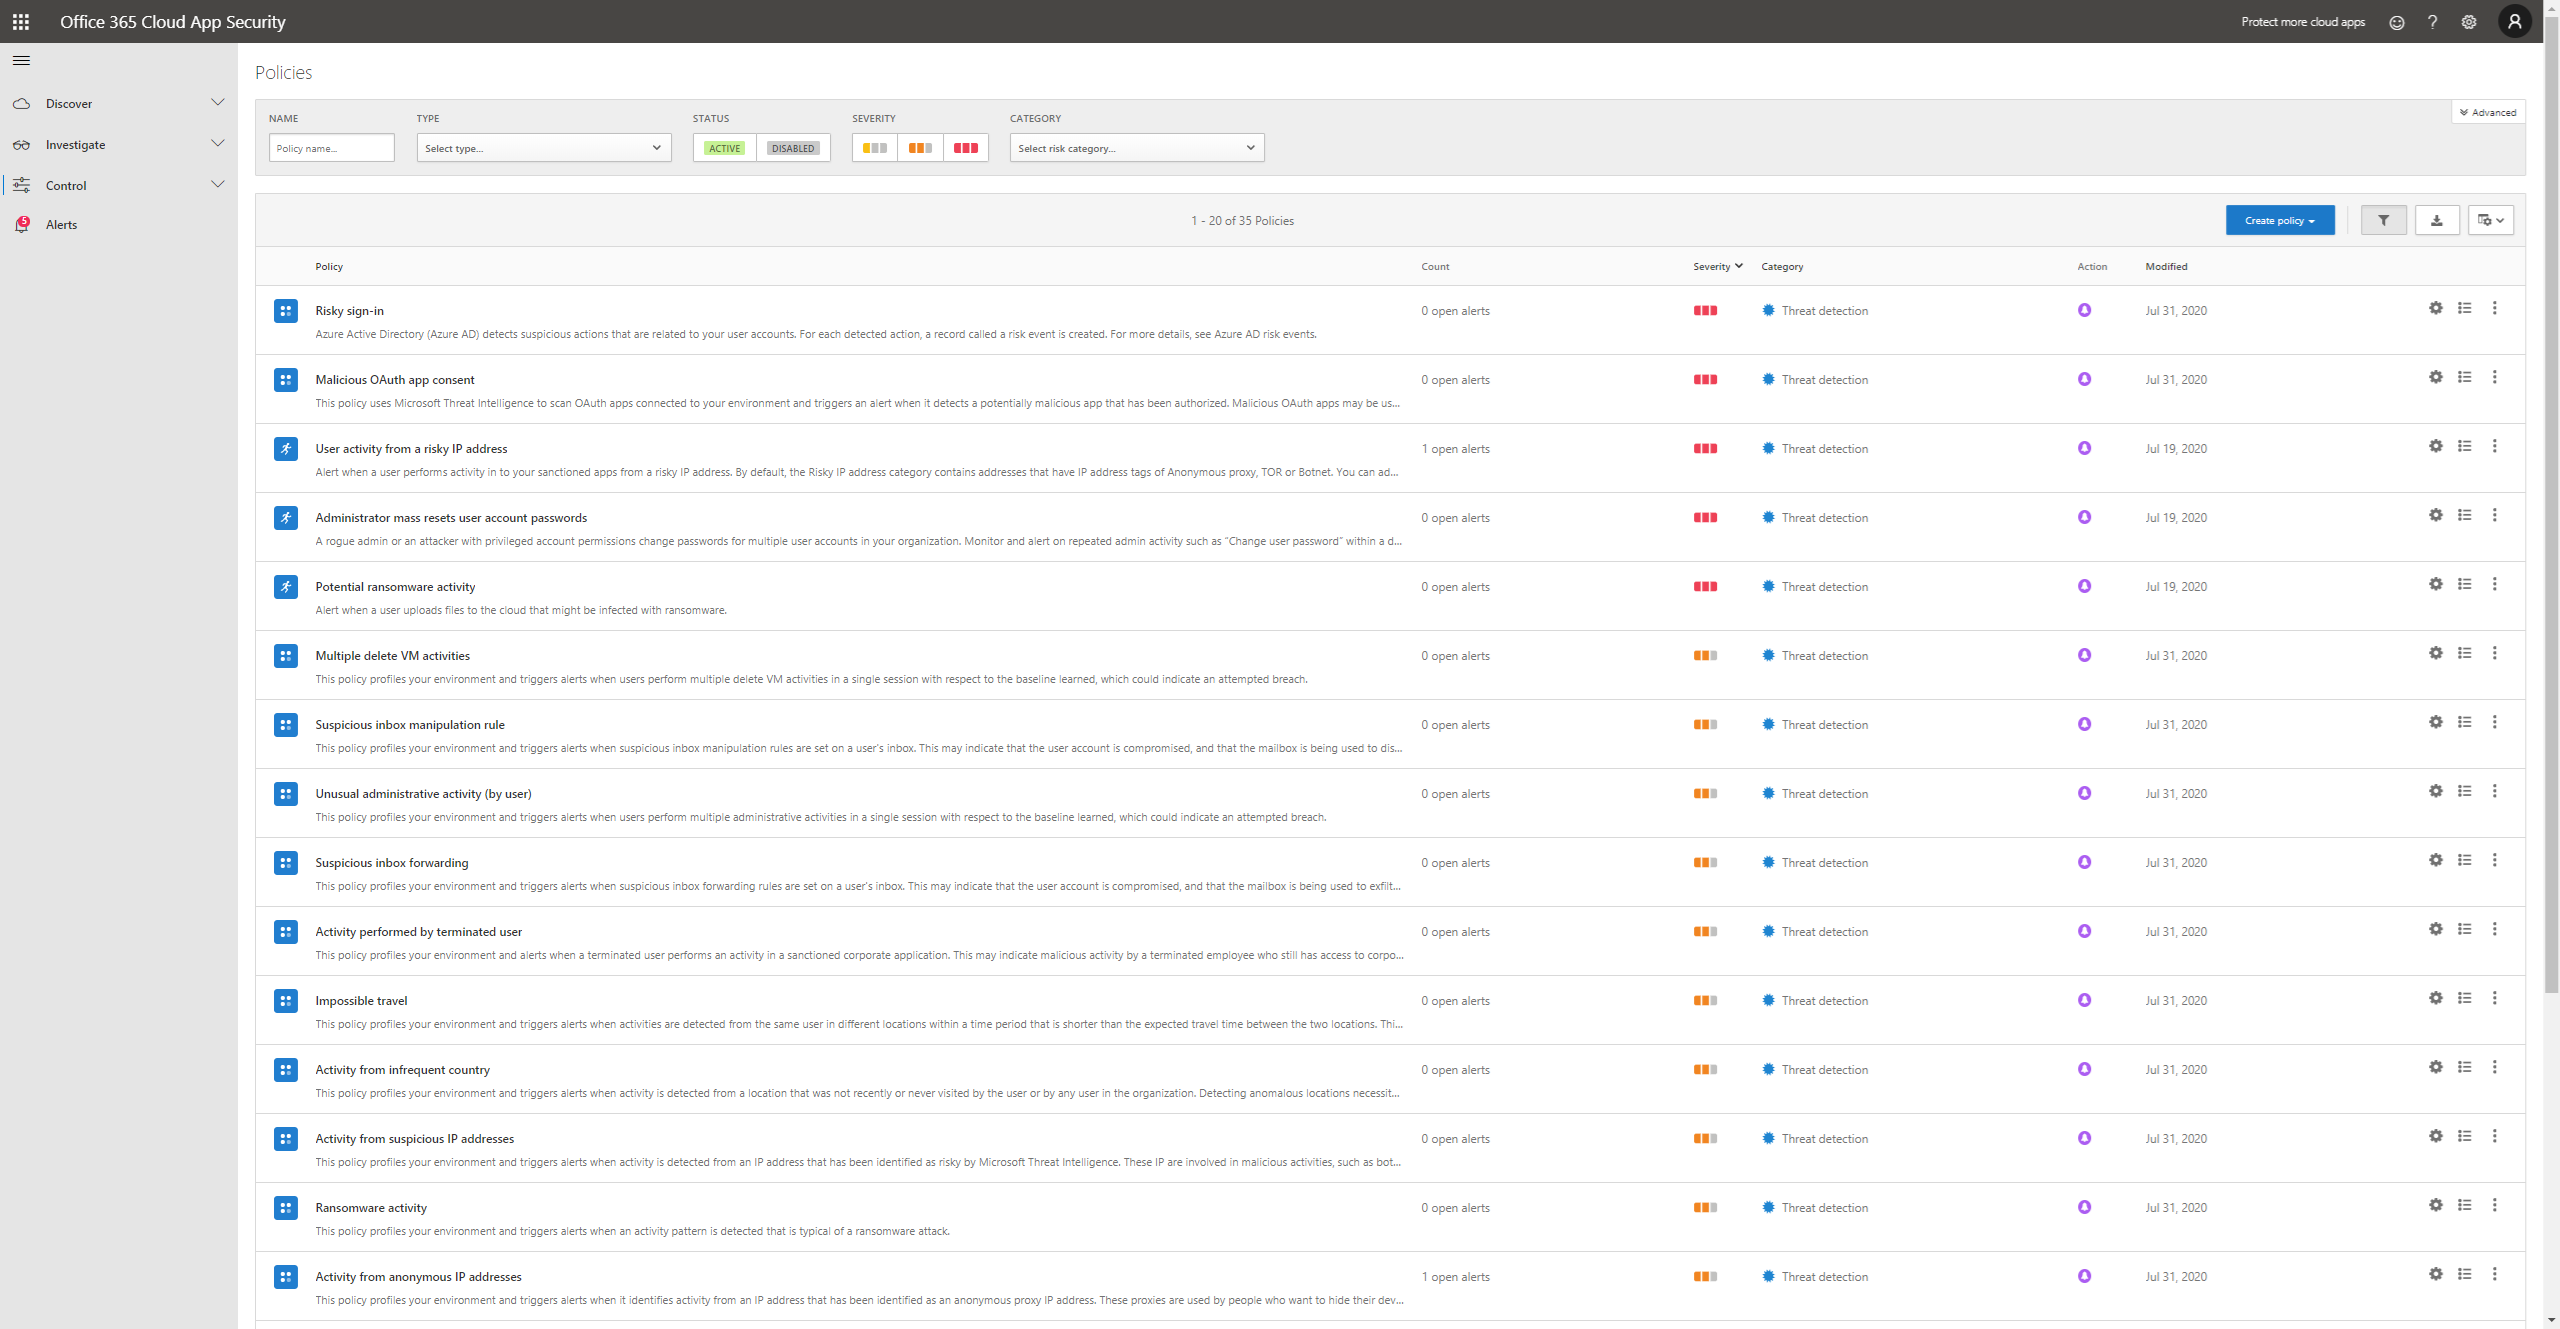 Office 365 Cloud App Security
Protect more cloud apps
?
Discover
Investigate
Control
5
Alerts
Policies
Advanced
NAME
TYPE
STATUS
SEVERITY
CATEGORY
Policy name...
Select type...
ACTIVE
DISABLED
Select risk category...
1 - 20 of 35 Policies
Create policy
Policy
Count
Severity
Category
Action
Modified
Risky sign-in
0 open alerts
Threat detection
Jul 31, 2020
Azure Active Directory (Azure AD) detects suspicious actions that are related to your user accounts. For each detected action, a record called a risk event is created. For more details, see Azure AD risk events.
Malicious OAuth app consent
0 open alerts
Threat detection
Jul 31, 2020
This policy uses Microsoft Threat Intelligence to scan OAuth apps connected to your environment and triggers an alert when it detects a potentially malicious app that has been authorized. Malicious OAuth apps may be us...
User activity from a risky IP address
1 open alerts
Threat detection
Jul 19, 2020
Alert when a user performs activity in to your sanctioned apps from a risky IP address. By default, the Risky IP address category contains addresses that have IP address tags of Anonymous proxy, TOR or Botnet. You can ad...
Administrator mass resets user account passwords
0 open alerts
Threat detection
Jul 19, 2020
A rogue admin or an attacker with privileged account permissions change passwords for multiple user accounts in your organization. Monitor and alert on repeated admin activity such as “Change user password” within a d...
Potential ransomware activity
0 open alerts
Threat detection
Jul 19, 2020
Alert when a user uploads files to the cloud that might be infected with ransomware.
Multiple delete VM activities
0 open alerts
Threat detection
Jul 31, 2020
This policy profiles your environment and triggers alerts when users perform multiple delete VM activities in a single session with respect to the baseline learned, which could indicate an attempted breach.
Suspicious inbox manipulation rule
0 open alerts
Threat detection
Jul 31, 2020
This policy profiles your environment and triggers alerts when suspicious inbox manipulation rules are set on a user's inbox. This may indicate that the user account is compromised, and that the mailbox is being used to dis...
Unusual administrative activity (by user)
0 open alerts
Threat detection
Jul 31, 2020
This policy profiles your environment and triggers alerts when users perform multiple administrative activities in a single session with respect to the baseline learned, which could indicate an attempted breach.
Suspicious inbox forwarding
0 open alerts
Threat detection
Jul 31, 2020
This policy profiles your environment and triggers alerts when suspicious inbox forwarding rules are set on a user's inbox. This may indicate that the user account is compromised, and that the mailbox is being used to exfilt...
Activity performed by terminated user
0 open alerts
Threat detection
Jul 31, 2020
This policy profiles your environment and alerts when a terminated user performs an activity in a sanctioned corporate application. This may indicate malicious activity by a terminated employee who still has access to corpo...
Impossible travel
0 open alerts
Threat detection
Jul 31, 2020
This policy profiles your environment and triggers alerts when activities are detected from the same user in different locations within a time period that is shorter than the expected travel time between the two locations. Thi...
Activity from infrequent country
0 open alerts
Threat detection
Jul 31, 2020
This policy profiles your environment and triggers alerts when activity is detected from a location that was not recently or never visited by the user or by any user in the organization. Detecting anomalous locations necessit...
Activity from suspicious IP addresses
0 open alerts
Threat detection
Jul 31, 2020
This policy profiles your environment and triggers alerts when activity is detected from an IP address that has been identified as risky by Microsoft Threat Intelligence. These IP are involved in malicious activities, such as bot...
Ransomware activity
0 open alerts
Threat detection
Jul 31, 2020
This policy profiles your environment and triggers alerts when an activity pattern is detected that is typical of a ransomware attack.
Activity from anonymous IP addresses
1 open alerts
Threat detection
Jul 31, 2020
This policy profiles your environment and triggers alerts when it identifies activity from an IP address that has been identified as an anonymous proxy IP address. These proxies are used by people who want to hide their dev...